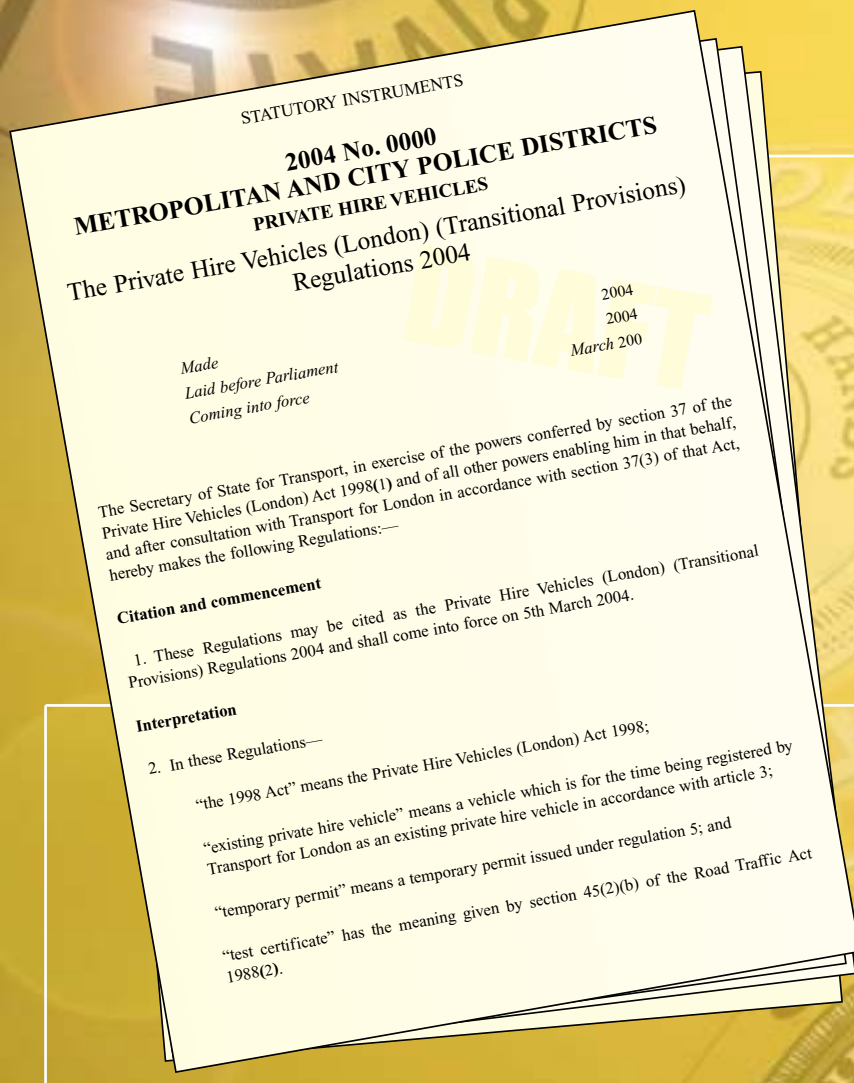 STATUTORY INSTRUMENTS
2004 No. 0000
METROPOLITAN AND CITY POLICE DISTRICTS
PRIVATE HIRE VEHICLES
The Private Hire Vehicles (London) (Transitional Provisions)
Regulations 2004
DRAFT
Made 2004
Laid before Parliament 2004
Coming into force March 200
The Secretary of State for Transport, in exercise of the powers conferred by section 37 of the
Private Hire Vehicles (London) Act 1998(1) and of all other powers enabling him in that behalf,
and after consultation with Transport for London in accordance with section 37(3) of that Act,
hereby makes the following Regulations:—
Citation and commencement
1. These Regulations may be cited as the Private Hire Vehicles (London) (Transitional
Provisions) Regulations 2004 and shall come into force on 5th March 2004.
Interpretation
2. In these Regulations—
“the 1998 Act” means the Private Hire Vehicles (London) Act 1998;
“existing private hire vehicle” means a vehicle which is for the time being registered by
Transport for London as an existing private hire vehicle in accordance with article 3;
“temporary permit” means a temporary permit issued under regulation 5; and
“test certificate” has the meaning given by section 45(2)(b) of the Road Traffic Act
1988(2).